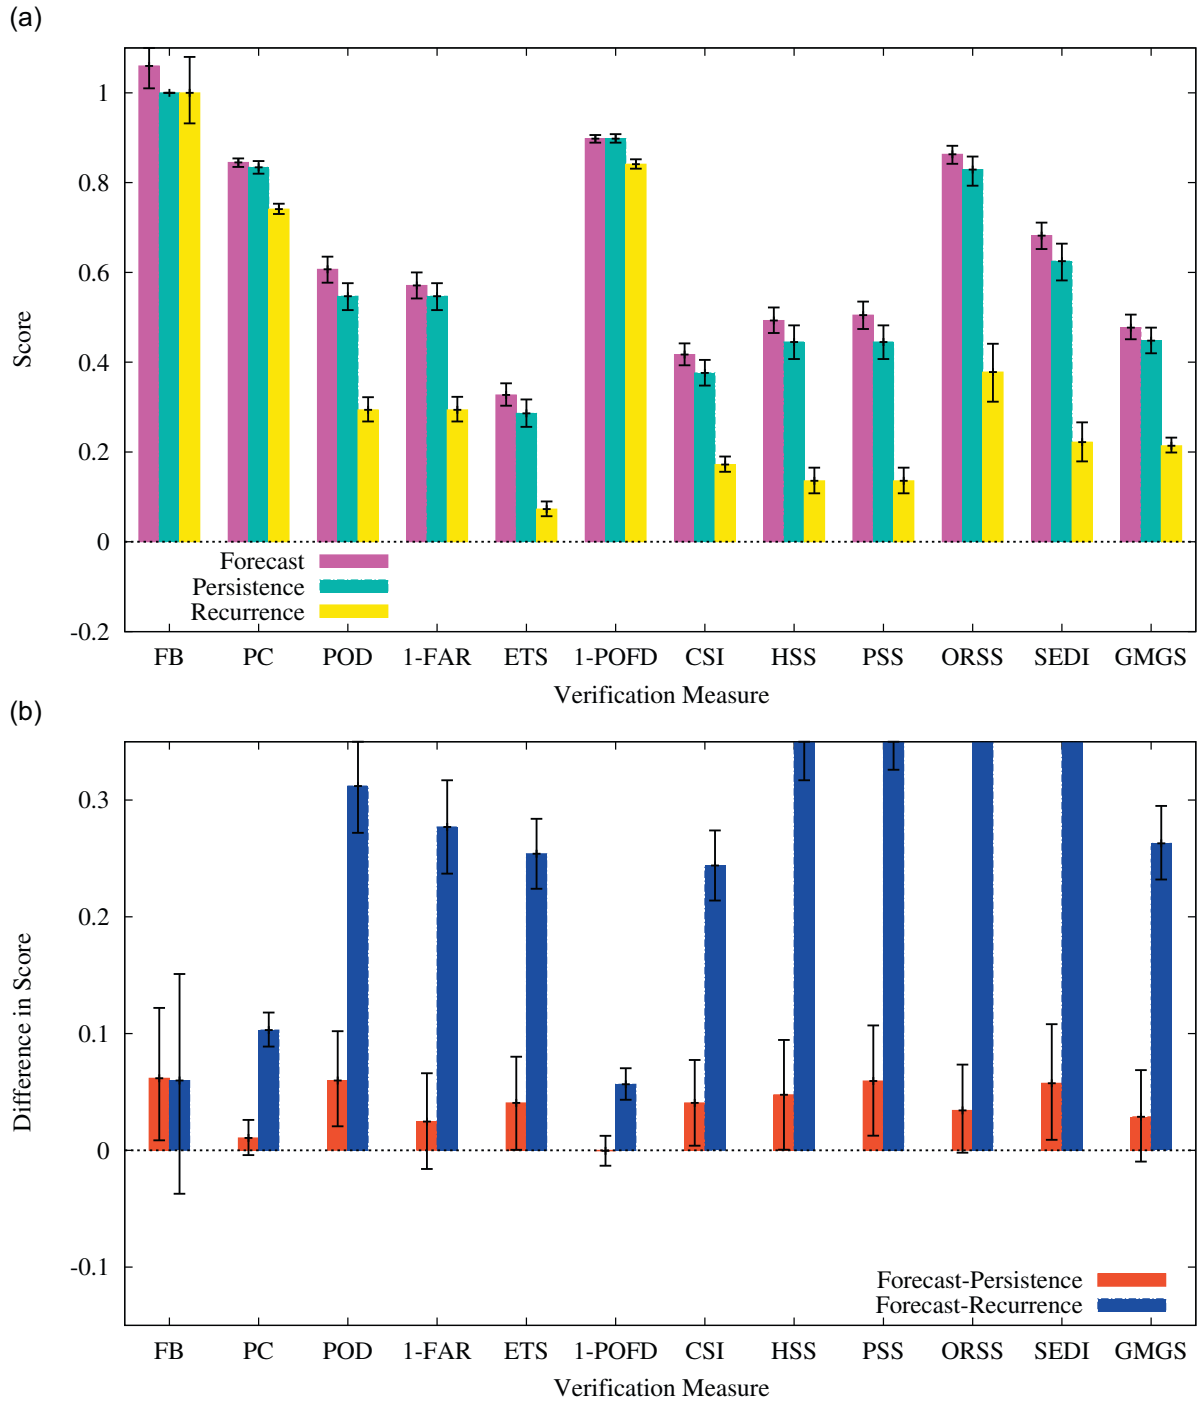 (a)
1
0.8
0.6
0.4
0.2
0
-0.2
Score
Forecast
Persistence
Recurrence
FB PC POD 1-FAR ETS 1-POFD CSI HSS PSS ORSS SEDI GMGS
Verification Measure
(b)
0.3
0.2
0.1
0
-0.1
Difference in Score
Forecast-Persistence
Forecast-Recurrence
FB PC POD 1-FAR ETS 1-POFD CSI HSS PSS ORSS SEDI GMGS
Verification Measure